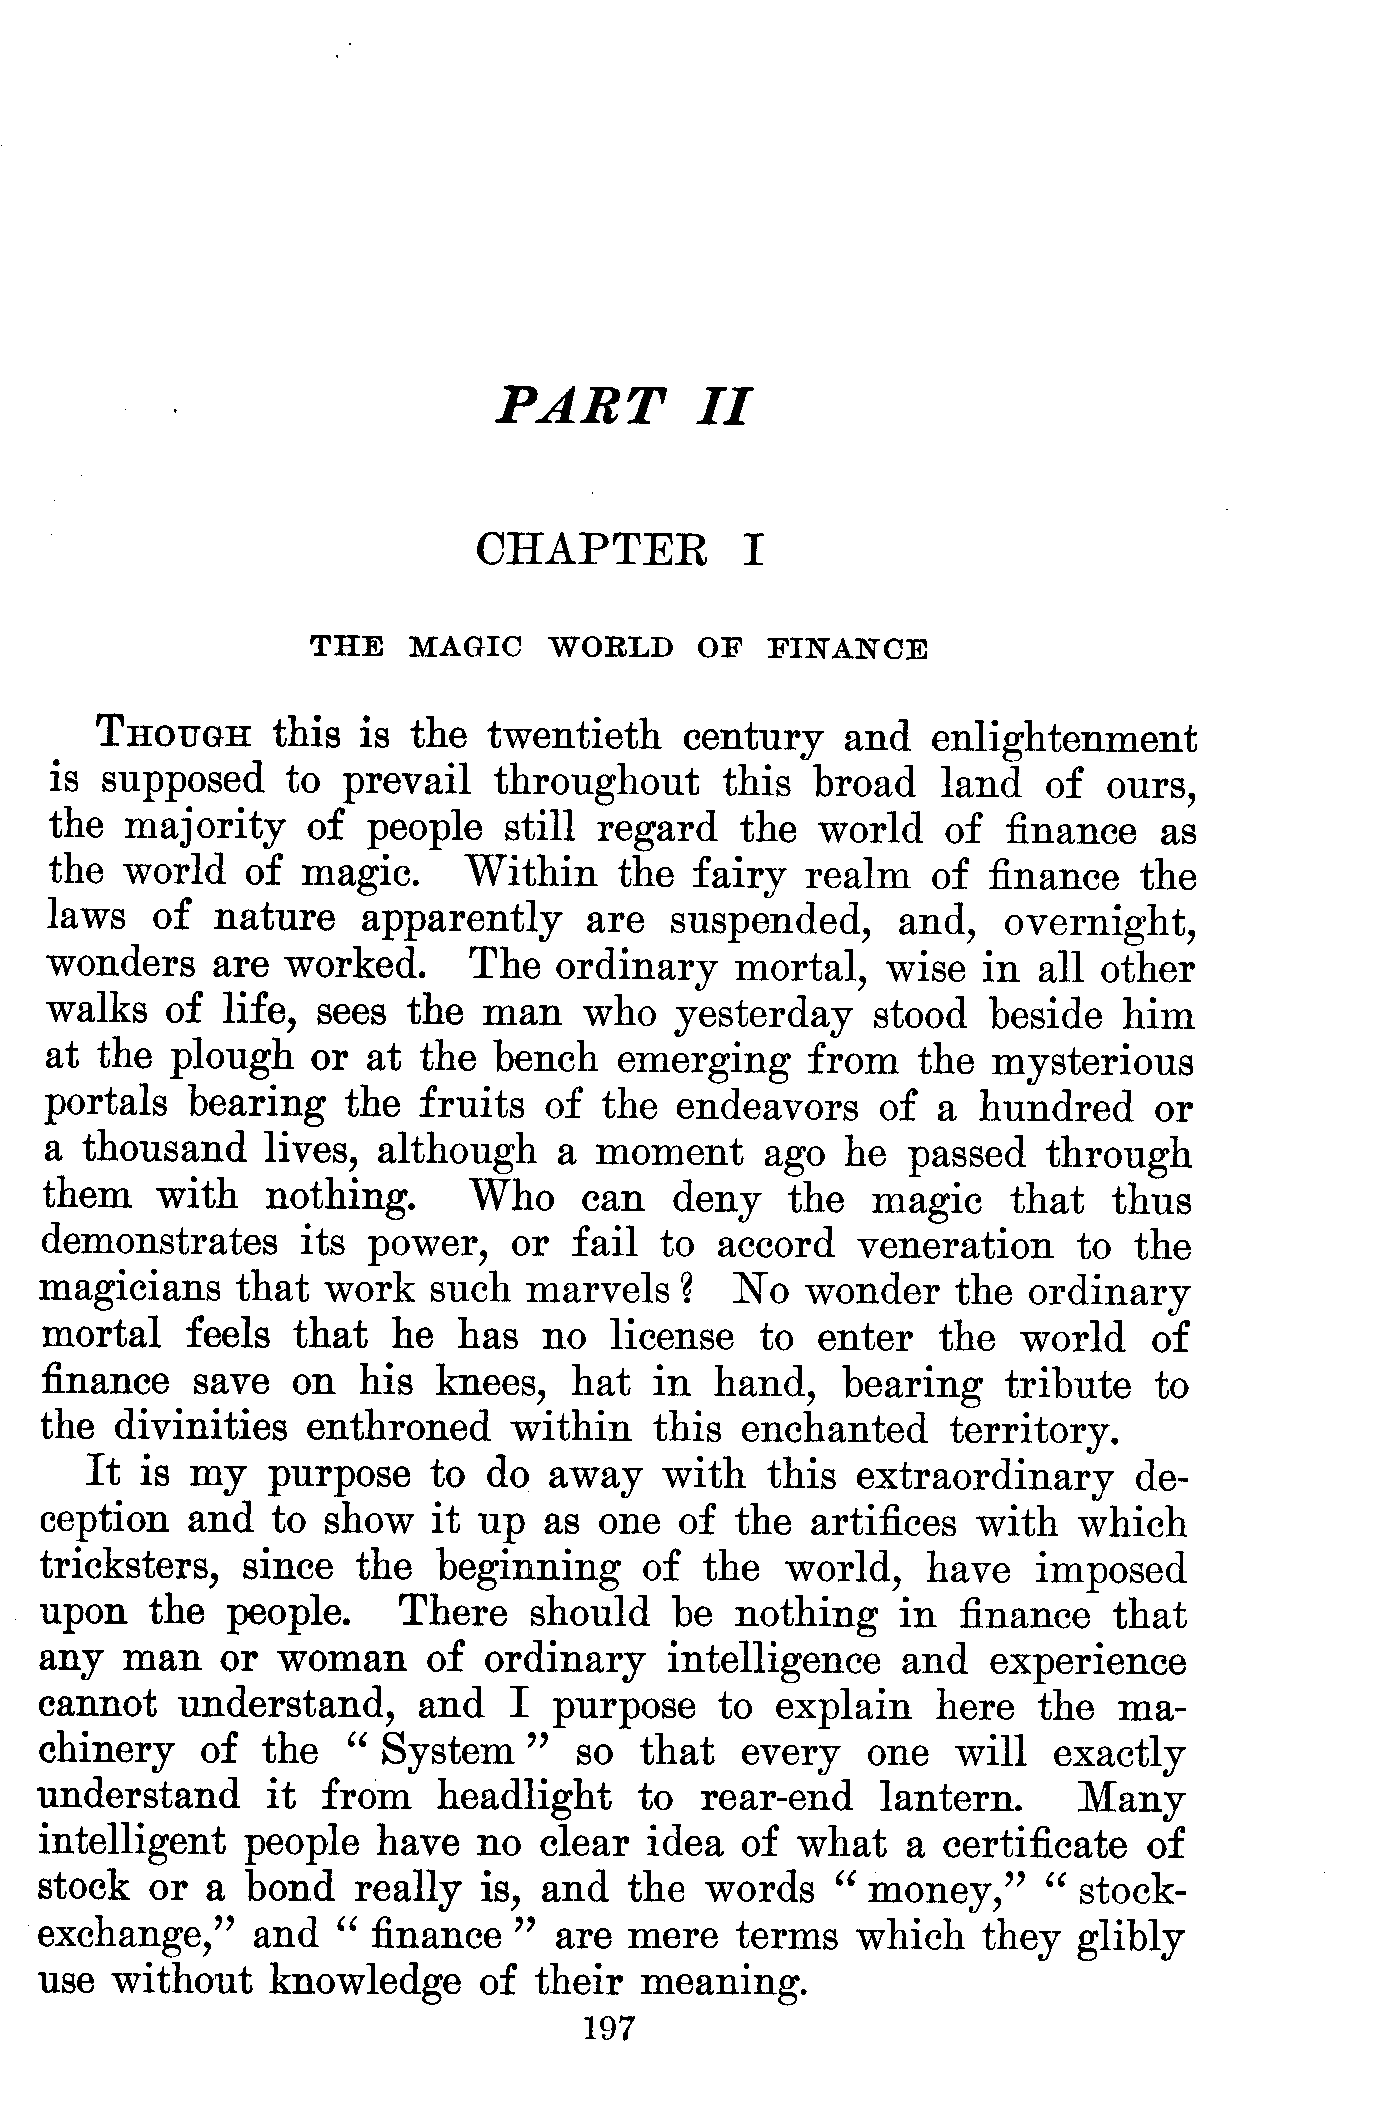 PART II
CHAPTER I
THE MAGIC WORLD OF FINANCE
THOUGH this is the twentieth century and enlightenment
is supposed to prevail throughout this broad land of ours,
the majority of people still regard the world of finance as
the world of magic. Within the fairy realm of finance the
laws of nature apparently are suspended, and, overnight,
wonders are worked. The ordinary mortal, wise in all other
walks of life, sees the man who yesterday stood beside him
at the plough or at the bench emerging from the mysterious
portals bearing the fruits of the endeavors of a hundred or
a thousand lives, although a moment ago he passed through
them with nothing. Who can deny the magic that thus
demonstrates its power, or fail to accord veneration to the
magicians that work such marvels? No wonder the ordinary
mortal feels that he has no license to enter the world of
finance save on his knees, hat in hand, bearing tribute to
the divinities enthroned within this enchanted territory.
It is my purpose to do away with this extraordinary de-
ception and to show it up as one of the artifices with which
tricksters, since the beginning of the world, have imposed
upon the people. There should be nothing in finance that
any man or woman of ordinary intelligence and experience
cannot understand, and I purpose to explain here the ma-
chinery of the “ System ” so that every one will exactly
understand it from headlight to rear-end lantern. Many
intelligent people have no clear idea of what a certificate of
stock or a bond really is, and the words “ money,” “ stock-
exchange,” and “ finance ” are mere terms which they glibly
use without knowledge of their meaning.
197